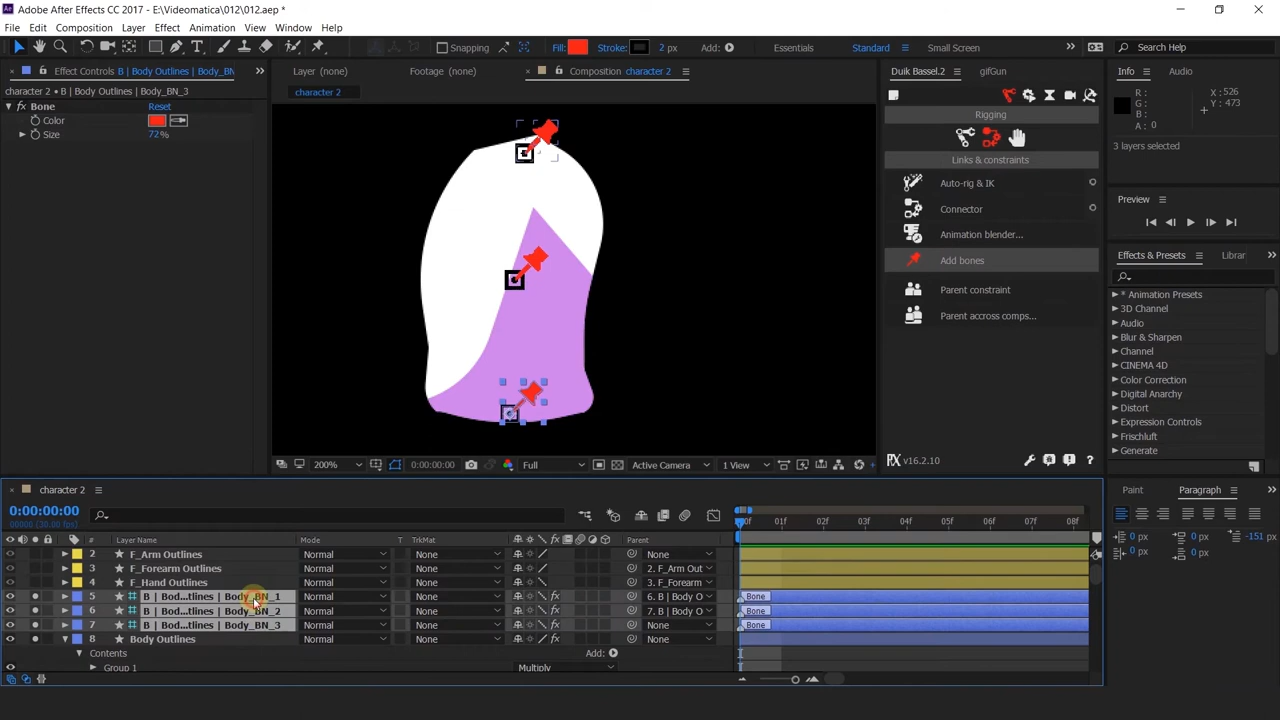 Adobe After Effects CC 2017 - E:\Videomatica\012\012.aep *
File Edit Composition Layer Effect Animation View Window Help
Snapping Fill: Stroke: 2 px Add: Essentials Standard Small Screen Search Help
Effect Controls B | Body Outlines | Body_BN Layer (none) Footage (none) Composition character 2 Duik Bassel.2 gifGun Info Audio
character 2 • B | Body Outlines | Body_BN_3 character 2
Bone Reset
Color
Size 72%
R :
G :
B :
A : 0
X : 526
Y : 473
3 layers selected
Rigging
Links & constraints
Auto-rig & IK
Connector
Animation blender...
Add bones
Parent constraint
Parent accross comps...
v16.2.10
Preview
Effects & Presets Librar
* Animation Presets
3D Channel
Audio
Blur & Sharpen
Channel
CINEMA 4D
Color Correction
Digital Anarchy
Distort
Expression Controls
Frischluft
Generate
200% 0:00:00:00 Full Active Camera 1 View
character 2
0:00:00:00
00000 (30.00 fps)
# Layer Name Mode T TrkMat Parent
01f 02f 03f 04f 05f 06f 07f 08f
2 F_Arm Outlines Normal None None
3 F_Forearm Outlines Normal None 2. F_Arm Out
4 F_Hand Outlines Normal None 3. F_Forearm
5 B | Bod...tlines | Body_BN_1 Normal None 6. B | Body O Bone
6 B | Bod...tlines | Body_BN_2 Normal None 7. B | Body O Bone
7 B | Bod...tlines | Body_BN_3 Normal None None Bone
8 Body Outlines Normal None None
Contents Add:
Group 1 Multiply
Paint Paragraph
0 px 0 px -151 px
0 px 0 px